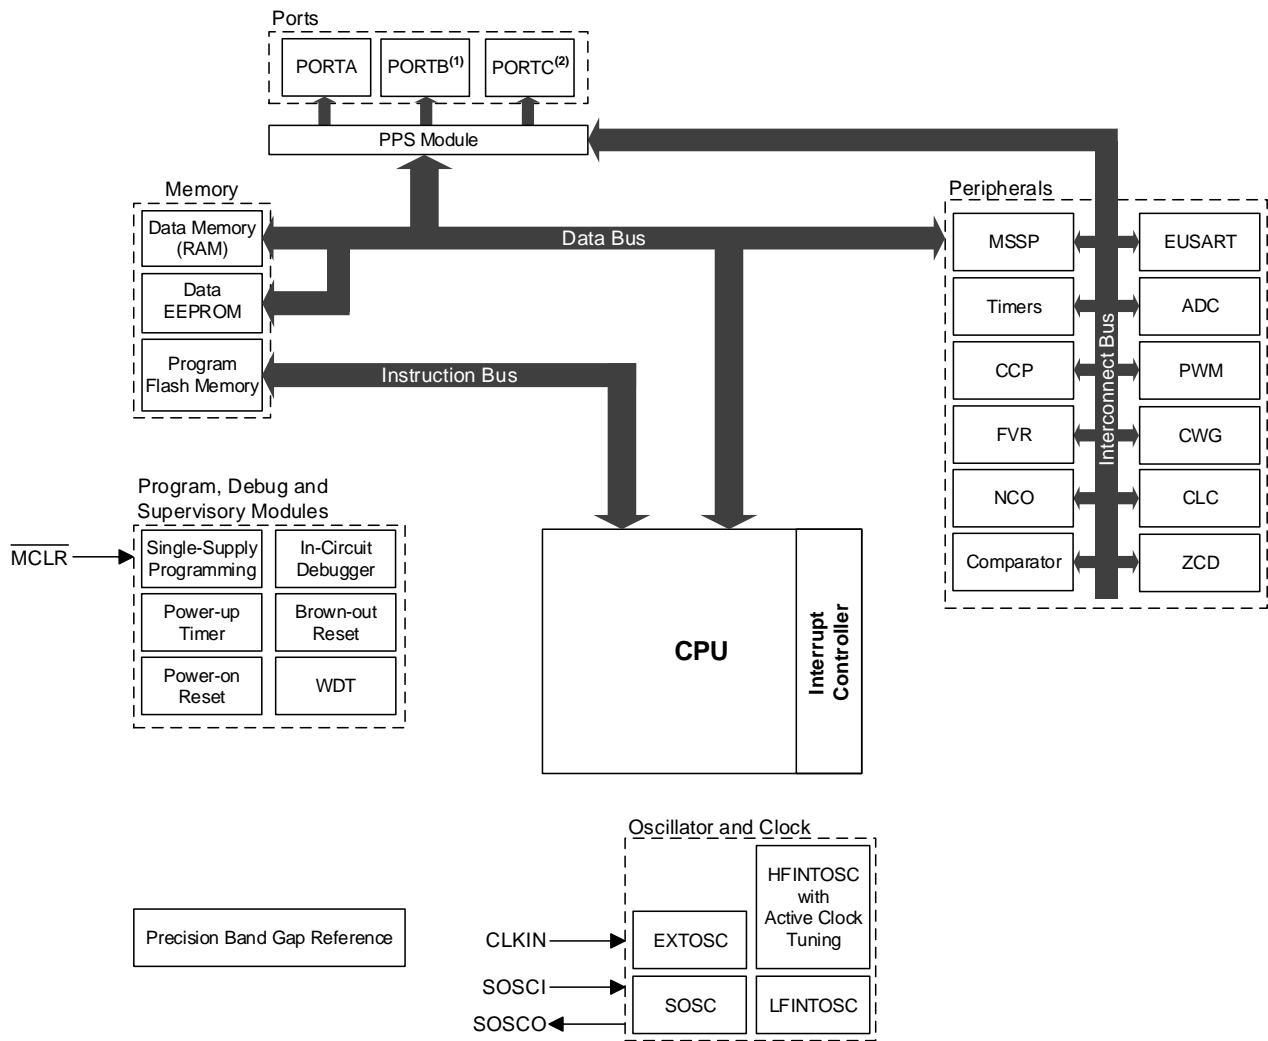 Ports
PORTA
PORTB(1)
PORTC(2)
PPS Module
Memory
Data Memory
(RAM)
Data
EEPROM
Program
Flash Memory
Data Bus
Instruction Bus
Peripherals
MSSP
EUSART
Timers
ADC
CCP
PWM
FVR
CWG
NCO
CLC
Comparator
ZCD
Interconnect Bus
Program, Debug and
Supervisory Modules
MCLR
Single-Supply
Programming
In-Circuit
Debugger
Power-up
Timer
Brown-out
Reset
Power-on
Reset
WDT
CPU
Interrupt
Controller
Oscillator and Clock
HFINTOSC
with
Active Clock
Tuning
EXTOSC
SOSC
LFINTOSC
CLKIN
SOSCI
SOSCO
Precision Band Gap Reference